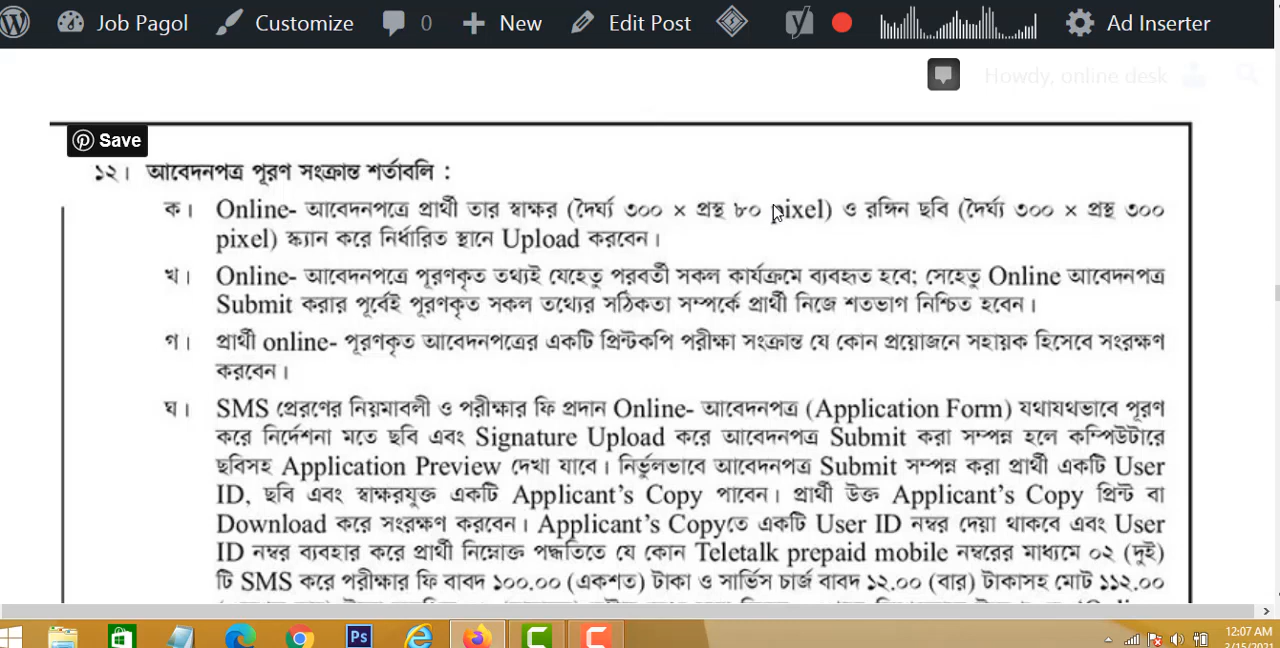 Job Pagol Customize 0 New Edit Post Ad Inserter
Howdy, online desk
Save
১২। আবেদনপত্র পূরণ সংক্রান্ত শর্তাবলি :
ক। Online- আবেদনপত্রে প্রার্থী তার স্বাক্ষর (দৈর্ঘ্য ৩০০ × প্রস্থ ৮০ pixel) ও রঙ্গিন ছবি (দৈর্ঘ্য ৩০০ × প্রস্থ ৩০০
pixel) স্ক্যান করে নির্ধারিত স্থানে Upload করবেন।
খ। Online- আবেদনপত্রে পূরণকৃত তথ্যই যেহেতু পরবর্তী সকল কার্যক্রমে ব্যবহৃত হবে; সেহেতু Online আবেদনপত্র
Submit করার পূর্বেই পূরণকৃত সকল তথ্যের সঠিকতা সম্পর্কে প্রার্থী নিজে শতভাগ নিশ্চিত হবেন।
গ। প্রার্থী online- পূরণকৃত আবেদনপত্রের একটি প্রিন্টকপি পরীক্ষা সংক্রান্ত যে কোন প্রয়োজনে সহায়ক হিসেবে সংরক্ষণ
করবেন।
ঘ। SMS প্রেরণের নিয়মাবলী ও পরীক্ষার ফি প্রদান Online- আবেদনপত্র (Application Form) যথাযথভাবে পূরণ
করে নির্দেশনা মতে ছবি এবং Signature Upload করে আবেদনপত্র Submit করা সম্পন্ন হলে কম্পিউটারে
ছবিসহ Application Preview দেখা যাবে। নির্ভুলভাবে আবেদনপত্র Submit সম্পন্ন করা প্রার্থী একটি User
ID, ছবি এবং স্বাক্ষরযুক্ত একটি Applicant’s Copy পাবেন। প্রার্থী উক্ত Applicant’s Copy প্রিন্ট বা
Download করে সংরক্ষণ করবেন। Applicant’s Copyতে একটি User ID নম্বর দেয়া থাকবে এবং User
ID নম্বর ব্যবহার করে প্রার্থী নিম্নোক্ত পদ্ধতিতে যে কোন Teletalk prepaid mobile নম্বরের মাধ্যমে ০২ (দুই)
টি SMS করে পরীক্ষার ফি বাবদ ১০০.০০ (একশত) টাকা ও সার্ভিস চার্জ বাবদ ১২.০০ (বার) টাকাসহ মোট ১১২.০০
Ps
12:07 AM
3/15/2021